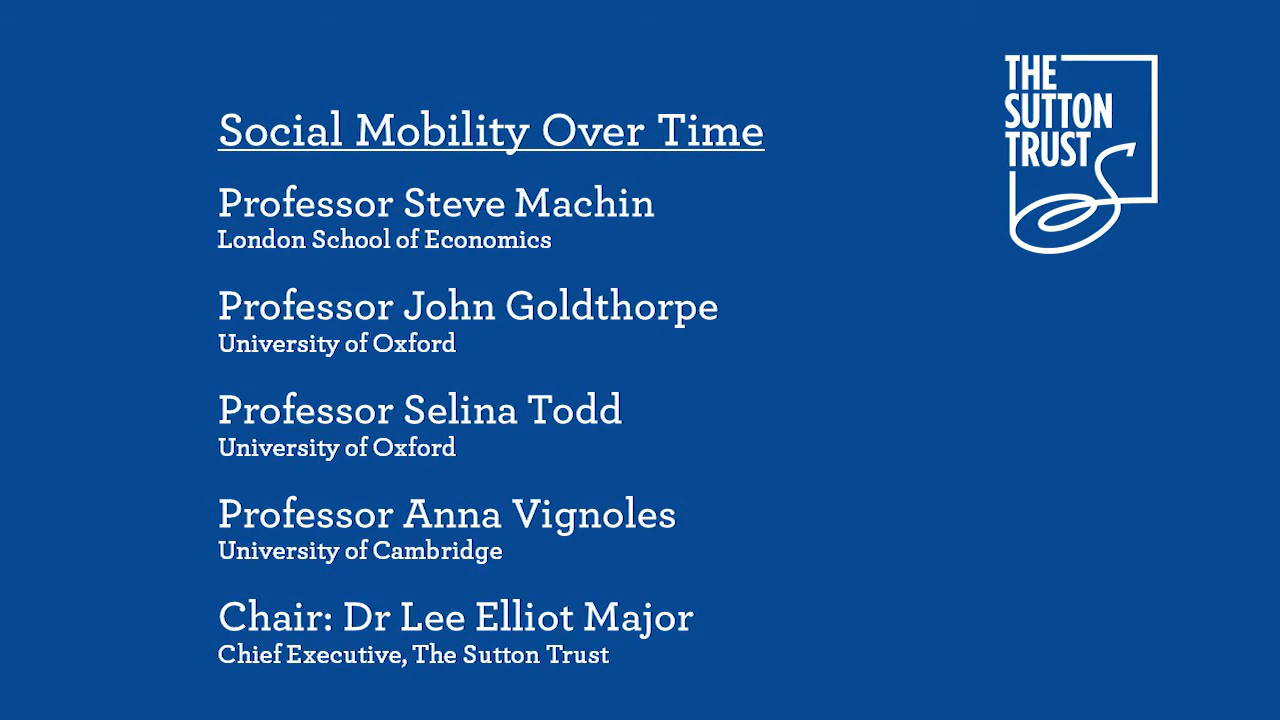 Social Mobility Over Time
Professor Steve Machin
London School of Economics
Professor John Goldthorpe
University of Oxford
Professor Selina Todd
University of Oxford
Professor Anna Vignoles
University of Cambridge
Chair: Dr Lee Elliot Major
Chief Executive, The Sutton Trust
THE
SUTTON
TRUST